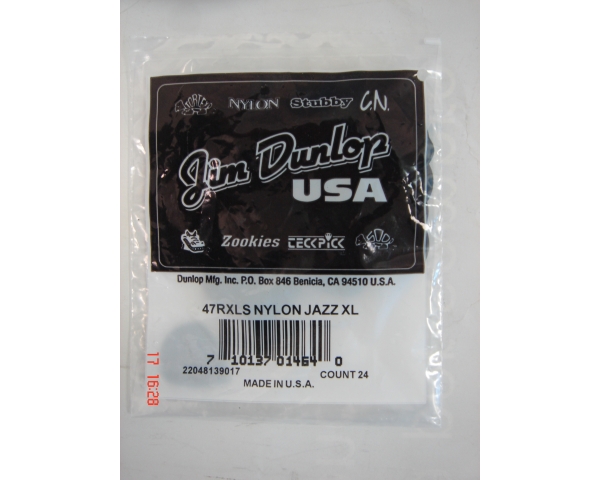 TORTEX NYLON Stubby C.N.
Jim Dunlop
USA
Zookies TECKPICK
Dunlop Mfg. Inc. P.O. Box 846 Benicia, CA 94510 U.S.A.
47RXLS NYLON JAZZ XL
7 10137 01464 0
22048139017 COUNT 24
MADE IN U.S.A.
17 16:28